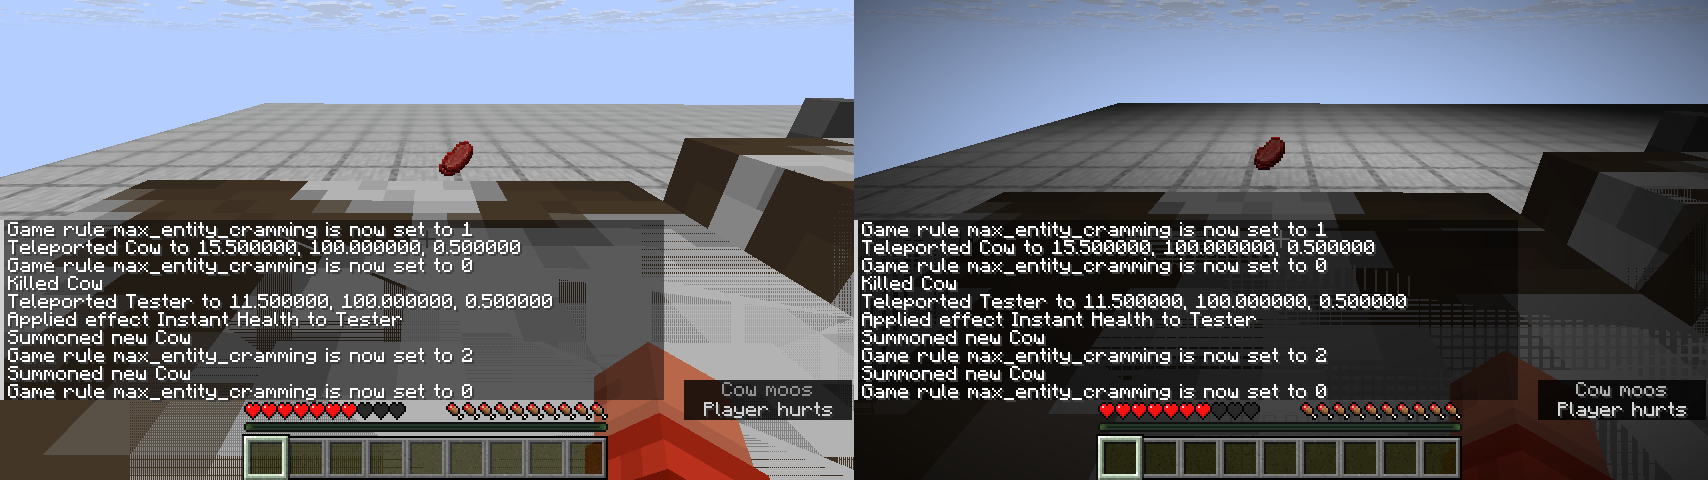 Game rule max_entity_cramming is now set to 1
Teleported Cow to 15.500000, 100.000000, 0.500000
Game rule max_entity_cramming is now set to 0
Killed Cow
Teleported Tester to 11.500000, 100.000000, 0.500000
Applied effect Instant Health to Tester
Summoned new Cow
Game rule max_entity_cramming is now set to 2
Summoned new Cow
Game rule max_entity_cramming is now set to 0
Cow moos
Player hurts
Game rule max_entity_cramming is now set to 1
Teleported Cow to 15.500000, 100.000000, 0.500000
Game rule max_entity_cramming is now set to 0
Killed Cow
Teleported Tester to 11.500000, 100.000000, 0.500000
Applied effect Instant Health to Tester
Summoned new Cow
Game rule max_entity_cramming is now set to 2
Summoned new Cow
Game rule max_entity_cramming is now set to 0
Cow moos
Player hurts